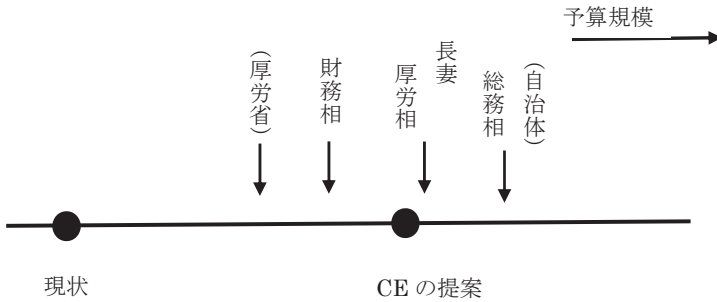 予算規模
(厚労省)
財務相
長妻
厚労相
(自治体)
総務相
現状
CE の提案